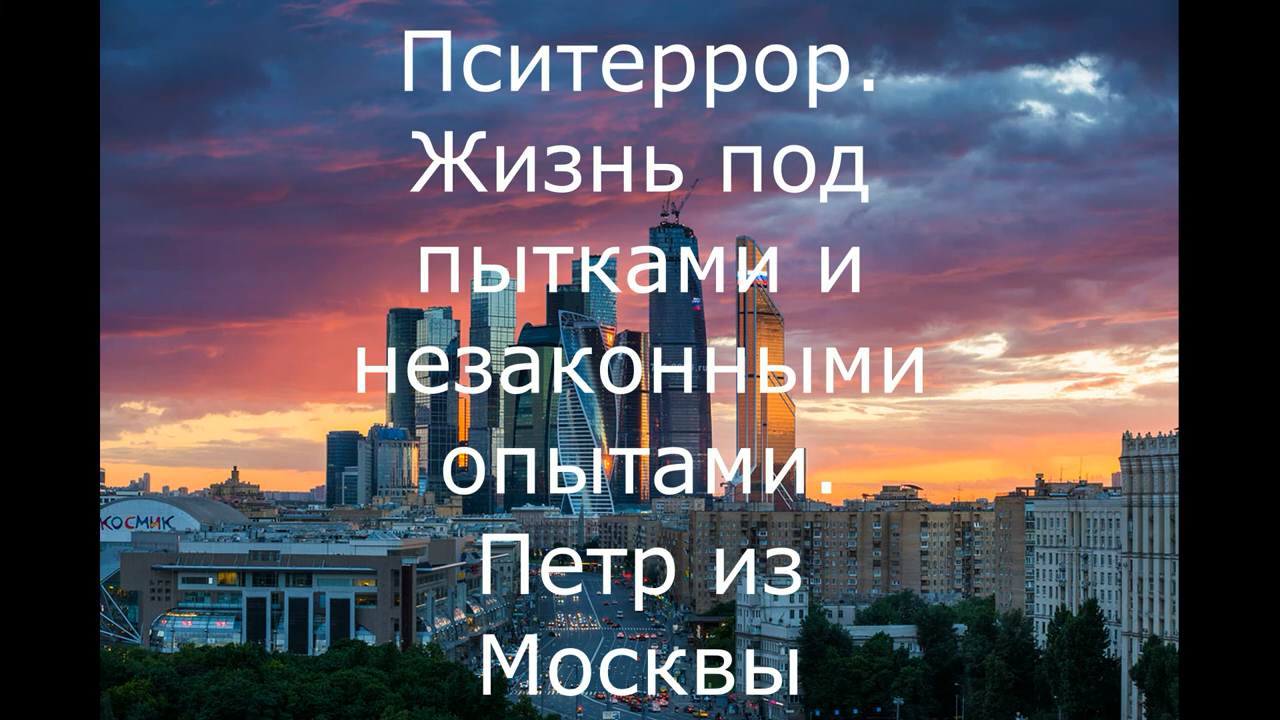 Пситеррор.
Жизнь под
пытками и
незаконными
опытами.
Петр из
Москвы
КОСМИК